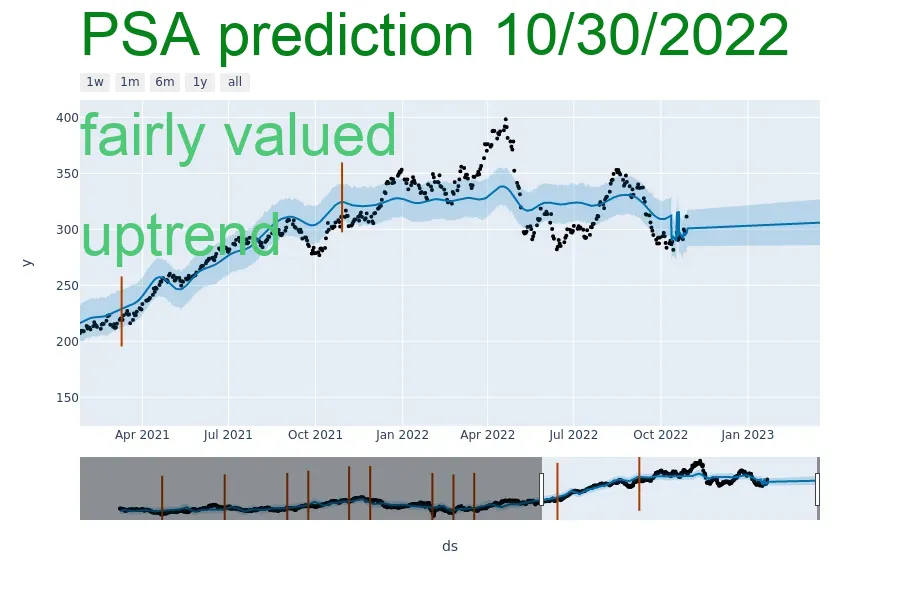 PSA prediction 10/30/2022
1w 1m 6m 1y all
fairly valued
uptrend
400
350
300
250
200
150
y
Apr 2021 Jul 2021 Oct 2021 Jan 2022 Apr 2022 Jul 2022 Oct 2022 Jan 2023
ds